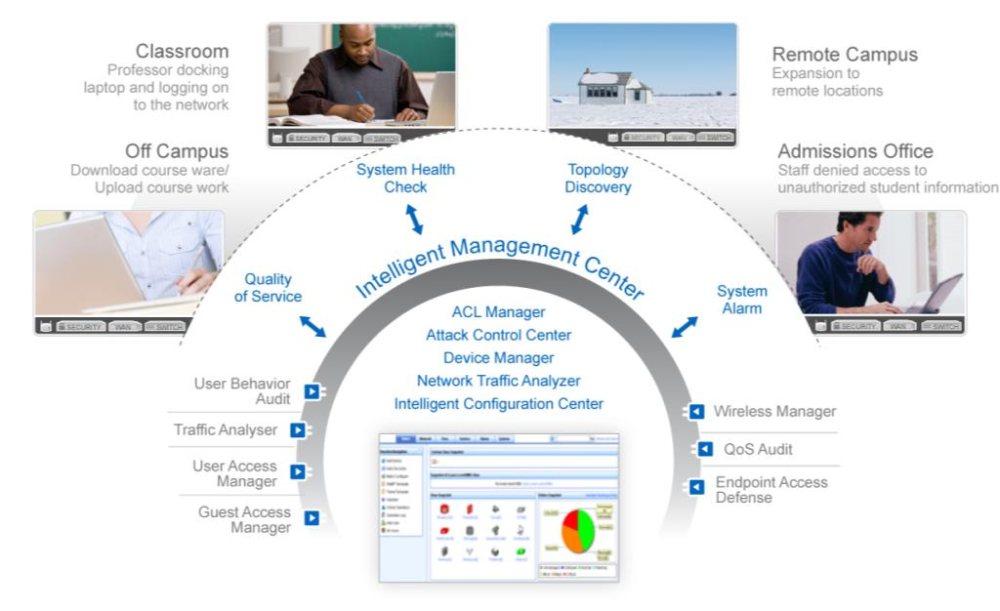 Classroom
Professor docking
laptop and logging on
to the network
SECURITY WAN SWITCH
Remote Campus
Expansion to
remote locations
SECURITY WAN SWITCH
Off Campus
Download course ware/
Upload course work
SECURITY WAN SWITCH
Admissions Office
Staff denied access to
unauthorized student information
SECURITY WAN SWITCH
System Health
Check
Topology
Discovery
Quality
of Service
System
Alarm
Intelligent Management Center
ACL Manager
Attack Control Center
Device Manager
Network Traffic Analyzer
Intelligent Configuration Center
User Behavior
Audit
Traffic Analyser
User Access
Manager
Guest Access
Manager
Wireless Manager
QoS Audit
Endpoint Access
Defense